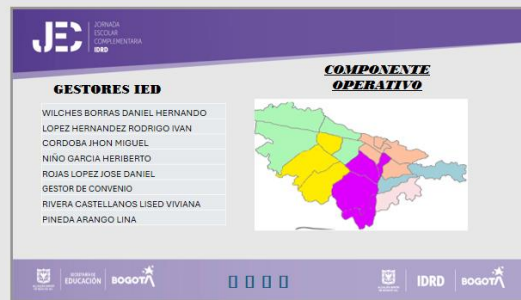 JEC
JORNADA
ESCOLAR
COMPLEMENTARIA
IDRD
GESTORES IED
COMPONENTE
OPERATIVO
WILCHES BORRAS DANIEL HERNANDO
LOPEZ HERNANDEZ RODRIGO IVAN
CORDOBA JHON MIGUEL
NIÑO GARCIA HERIBERTO
ROJAS LOPEZ JOSE DANIEL
GESTOR DE CONVENIO
RIVERA CASTELLANOS LISED VIVIANA
PINEDA ARANGO LINA
EDUCACIÓN
BOGOTÁ
IDRD
BOGOTÁ